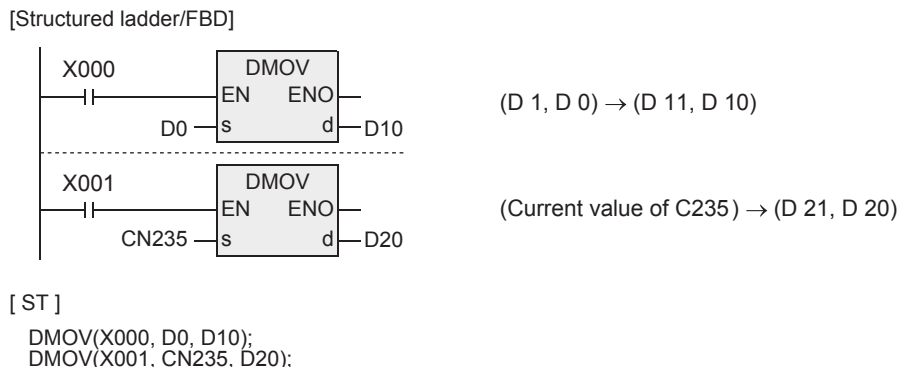 [Structured ladder/FBD]
X000
DMOV
EN ENO
D0 s d D10
(D 1, D 0) → (D 11, D 10)
X001
DMOV
EN ENO
CN235 s d D20
(Current value of C235) → (D 21, D 20)
[ ST ]
DMOV(X000, D0, D10);
DMOV(X001, CN235, D20);